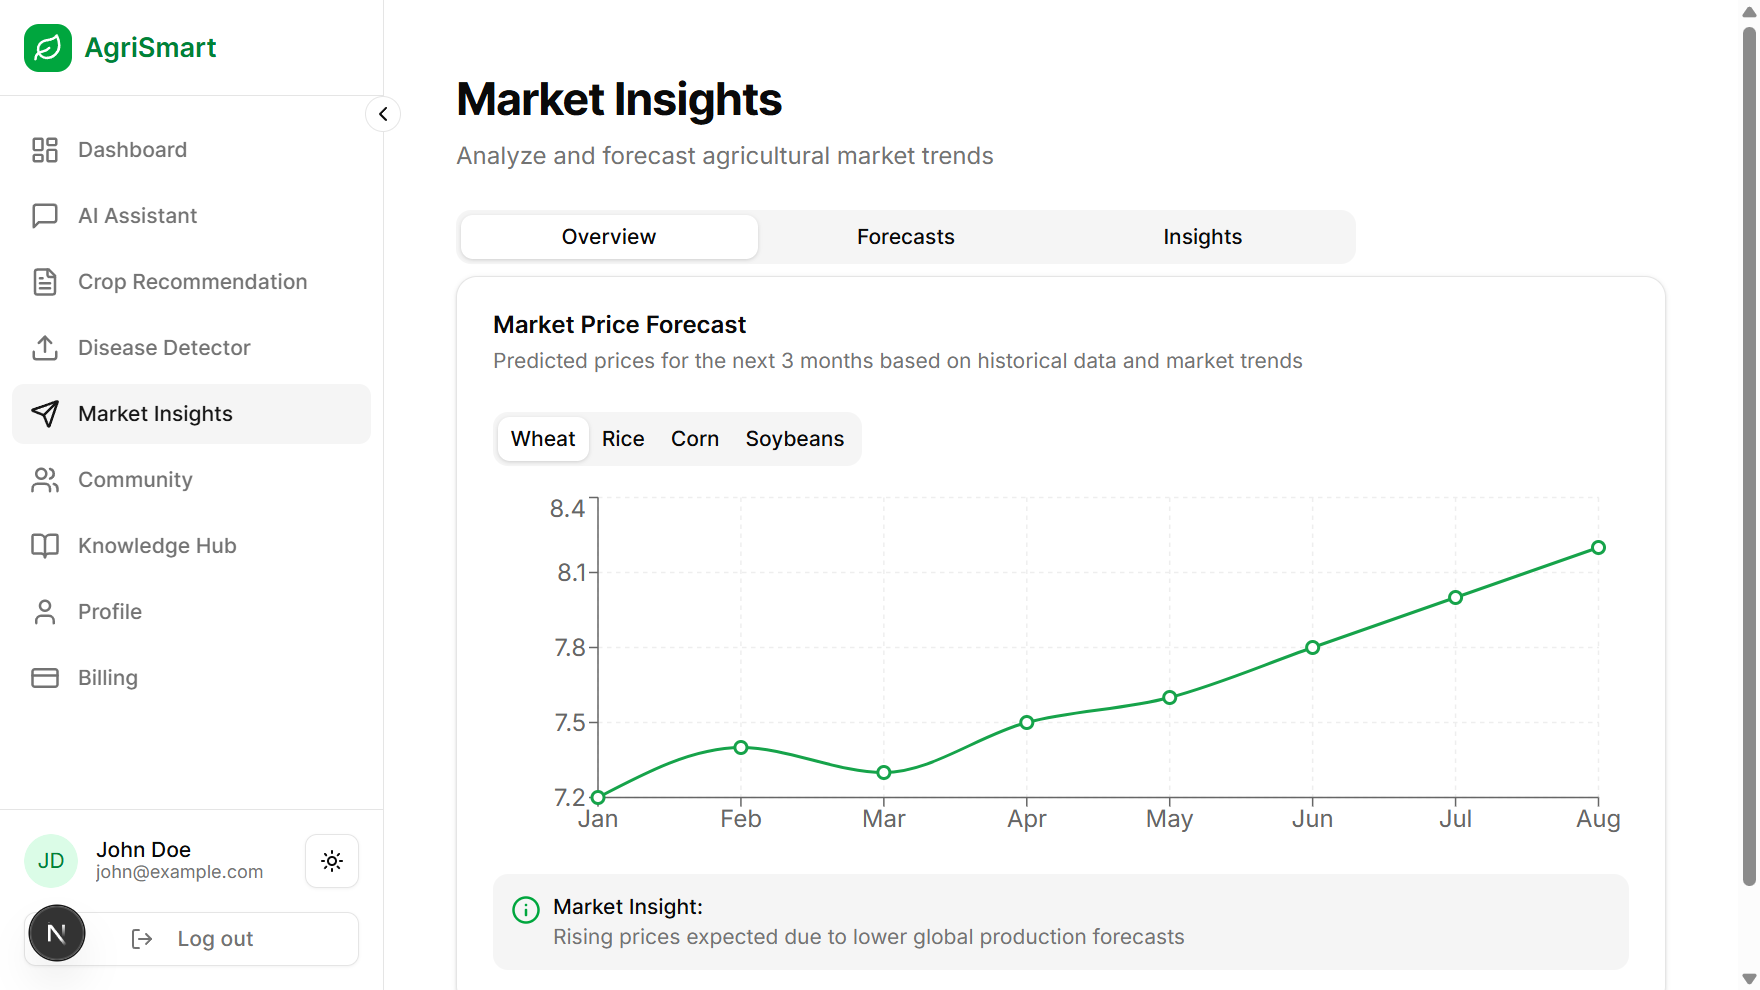 AgriSmart
Dashboard
AI Assistant
Crop Recommendation
Disease Detector
Market Insights
Community
Knowledge Hub
Profile
Billing
JD
John Doe
john@example.com
N
Log out
Market Insights
Analyze and forecast agricultural market trends
Overview Forecasts Insights
Market Price Forecast
Predicted prices for the next 3 months based on historical data and market trends
Wheat Rice Corn Soybeans
8.4
8.1
7.8
7.5
7.2
Jan Feb Mar Apr May Jun Jul Aug
Market Insight:
Rising prices expected due to lower global production forecasts